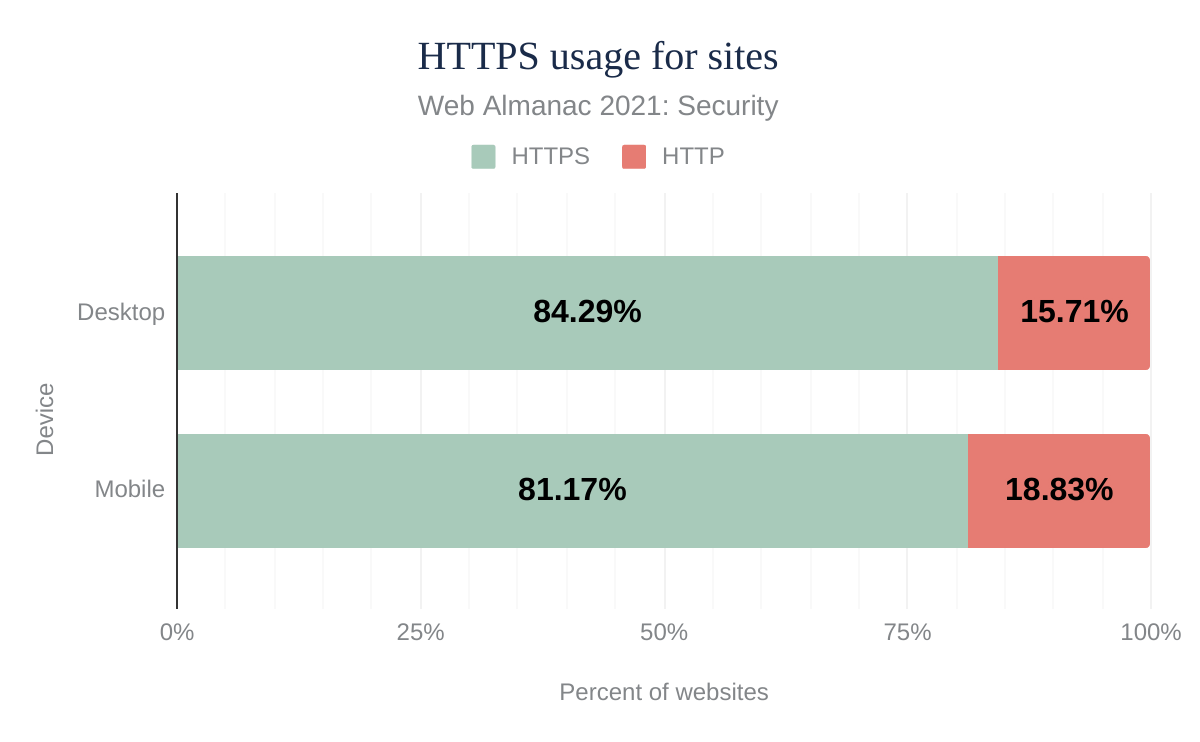 HTTPS usage for sites
Web Almanac 2021: Security
HTTPS HTTP
Desktop 84.29% 15.71%
Device
Mobile 81.17% 18.83%
0% 25% 50% 75% 100%
Percent of websites